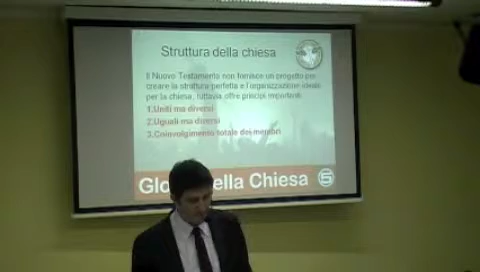 Struttura della chiesa
Il Nuovo Testamento non fornisce un progetto per
creare la struttura perfetta e l'organizzazione ideale
per la chiesa, tuttavia offre principi importanti:
1.Uniti ma diversi
2.Uguali ma diversi
3.Coinvolgimento totale dei membri
della Chiesa
5